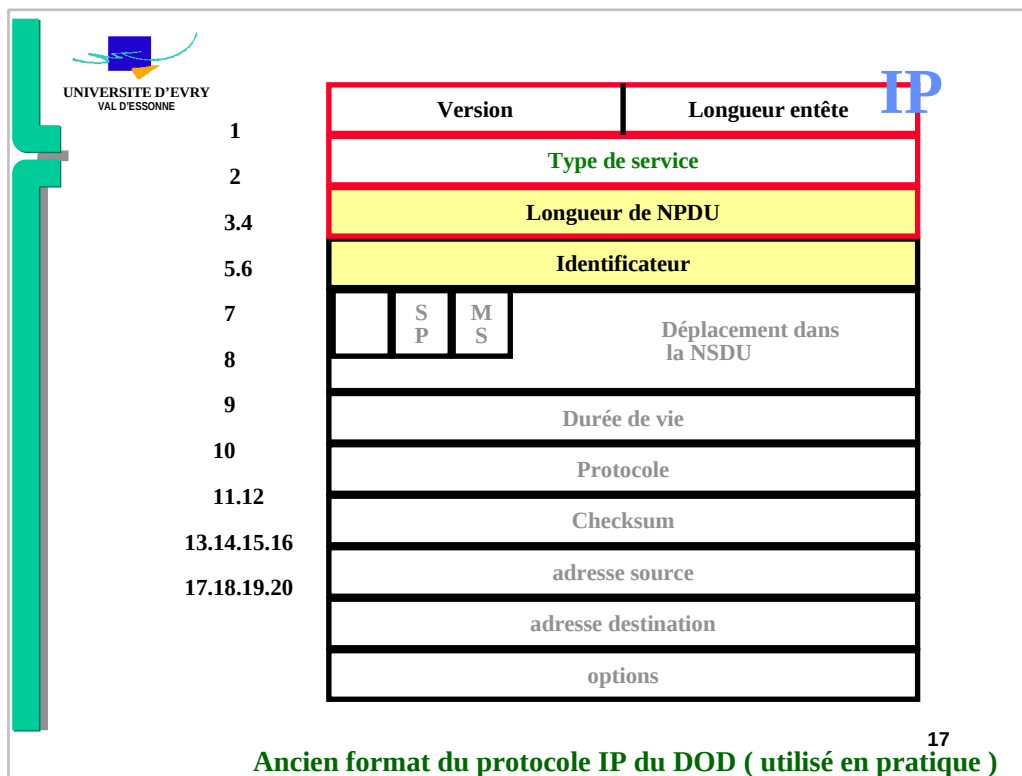 UNIVERSITE D'EVRY
VAL D'ESSONNE
IP
Version Longueur entête
1
Type de service
2
Longueur de NPDU
3.4
Identificateur
5.6
7
S P
M S
Déplacement dans
la NSDU
8
9
Durée de vie
10
Protocole
11.12
Checksum
13.14.15.16
adresse source
17.18.19.20
adresse destination
options
17
Ancien format du protocole IP du DOD ( utilisé en pratique )